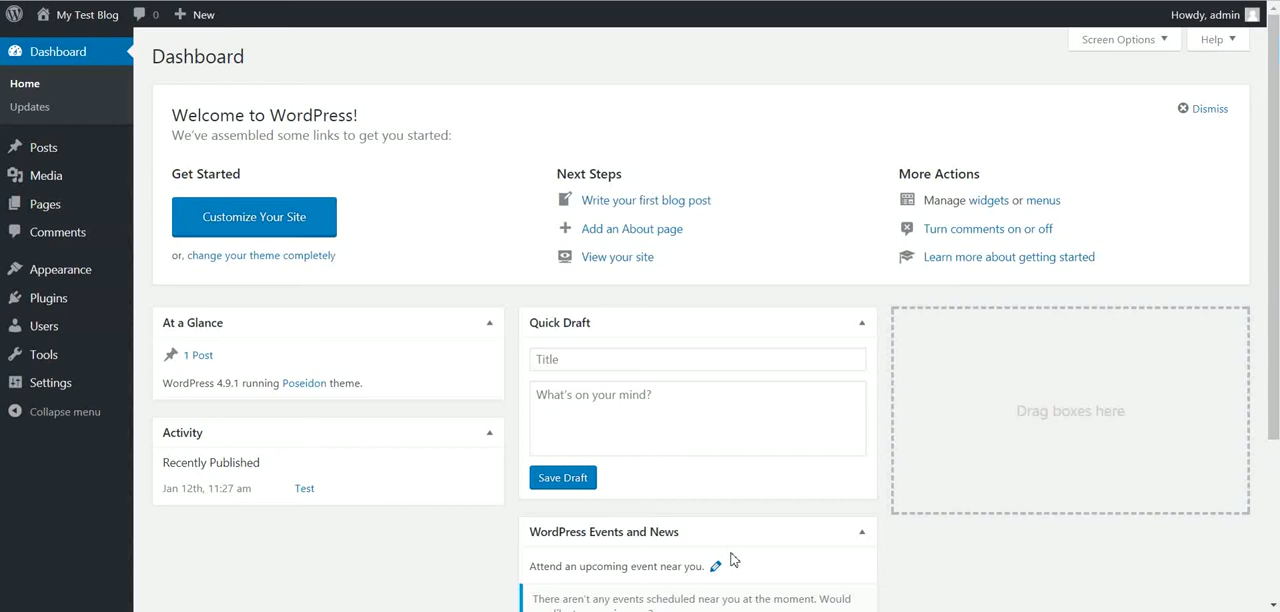 My Test Blog 0 New Howdy, admin
Dashboard
Home
Updates
Posts
Media
Pages
Comments
Appearance
Plugins
Users
Tools
Settings
Collapse menu
Dashboard
Screen Options Help
Welcome to WordPress!
We've assembled some links to get you started:
Dismiss
Get Started
Customize Your Site
or, change your theme completely
Next Steps
Write your first blog post
Add an About page
View your site
More Actions
Manage widgets or menus
Turn comments on or off
Learn more about getting started
At a Glance
1 Post
WordPress 4.9.1 running Poseidon theme.
Activity
Recently Published
Jan 12th, 11:27 am Test
Quick Draft
Title
What's on your mind?
Save Draft
WordPress Events and News
Attend an upcoming event near you.
There aren't any events scheduled near you at the moment. Would
Drag boxes here